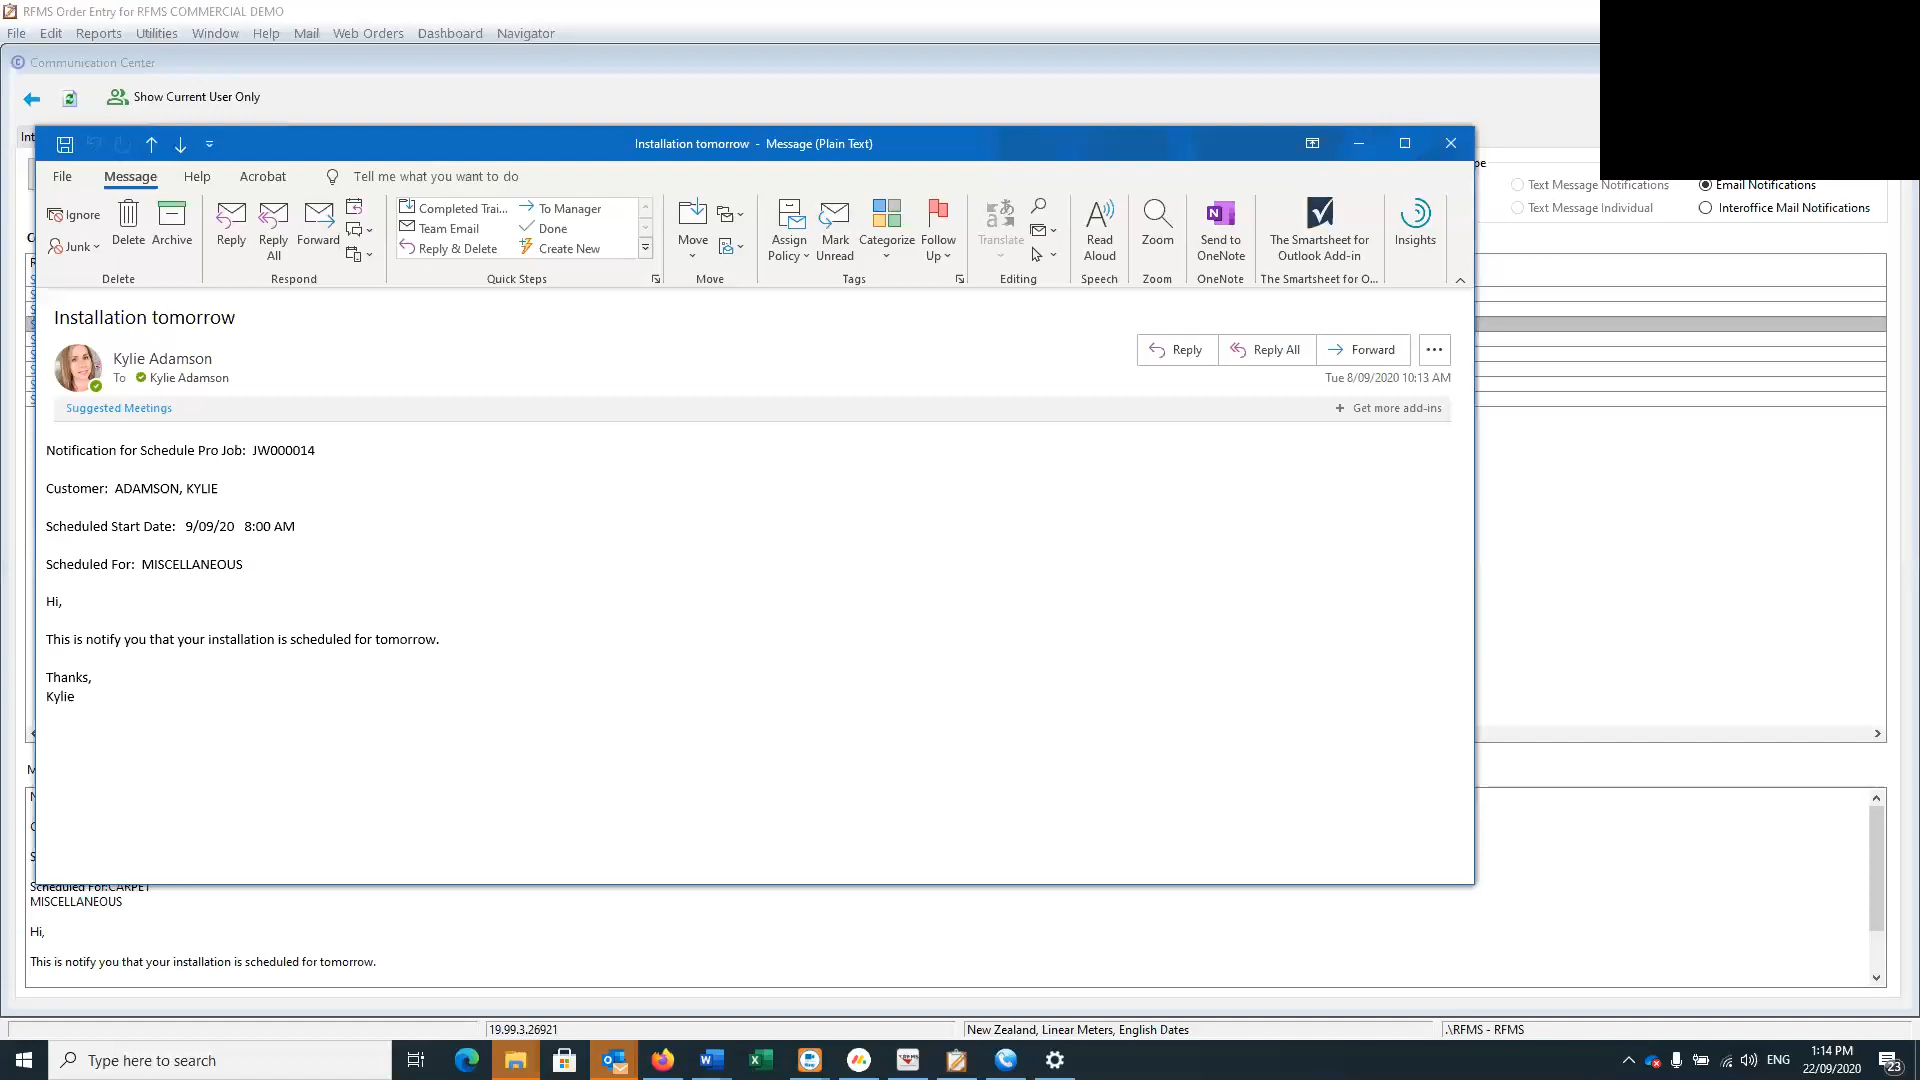 RFMS Order Entry for RFMS COMMERCIAL DEMO
File Edit Reports Utilities Window Help Mail Web Orders Dashboard Navigator
Communication Center
Show Current User Only
Installation tomorrow - Message (Plain Text)
File Message Help Acrobat Tell me what you want to do
Ignore
Junk
Delete
Archive
Delete
Reply
Reply All
Forward
Respond
Completed Trai...
To Manager
Team Email
Done
Reply & Delete
Create New
Quick Steps
Move
Move
Assign Policy
Mark Unread
Categorize
Follow Up
Tags
Translate
Editing
Read Aloud
Speech
Zoom
Zoom
Send to OneNote
OneNote
The Smartsheet for Outlook Add-in
The Smartsheet for O...
Insights
Text Message Notifications
Email Notifications
Text Message Individual
Interoffice Mail Notifications
Installation tomorrow
Kylie Adamson
To Kylie Adamson
Reply Reply All Forward
Tue 8/09/2020 10:13 AM
Suggested Meetings
+ Get more add-ins
Notification for Schedule Pro Job: JW000014
Customer: ADAMSON, KYLIE
Scheduled Start Date: 9/09/20 8:00 AM
Scheduled For: MISCELLANEOUS
Hi,
This is notify you that your installation is scheduled for tomorrow.
Thanks,
Kylie
Scheduled For:CARPET
MISCELLANEOUS
Hi,
This is notify you that your installation is scheduled for tomorrow.
19.99.3.26921
New Zealand, Linear Meters, English Dates
.\RFMS - RFMS
Type here to search
ENG
1:14 PM
22/09/2020
23